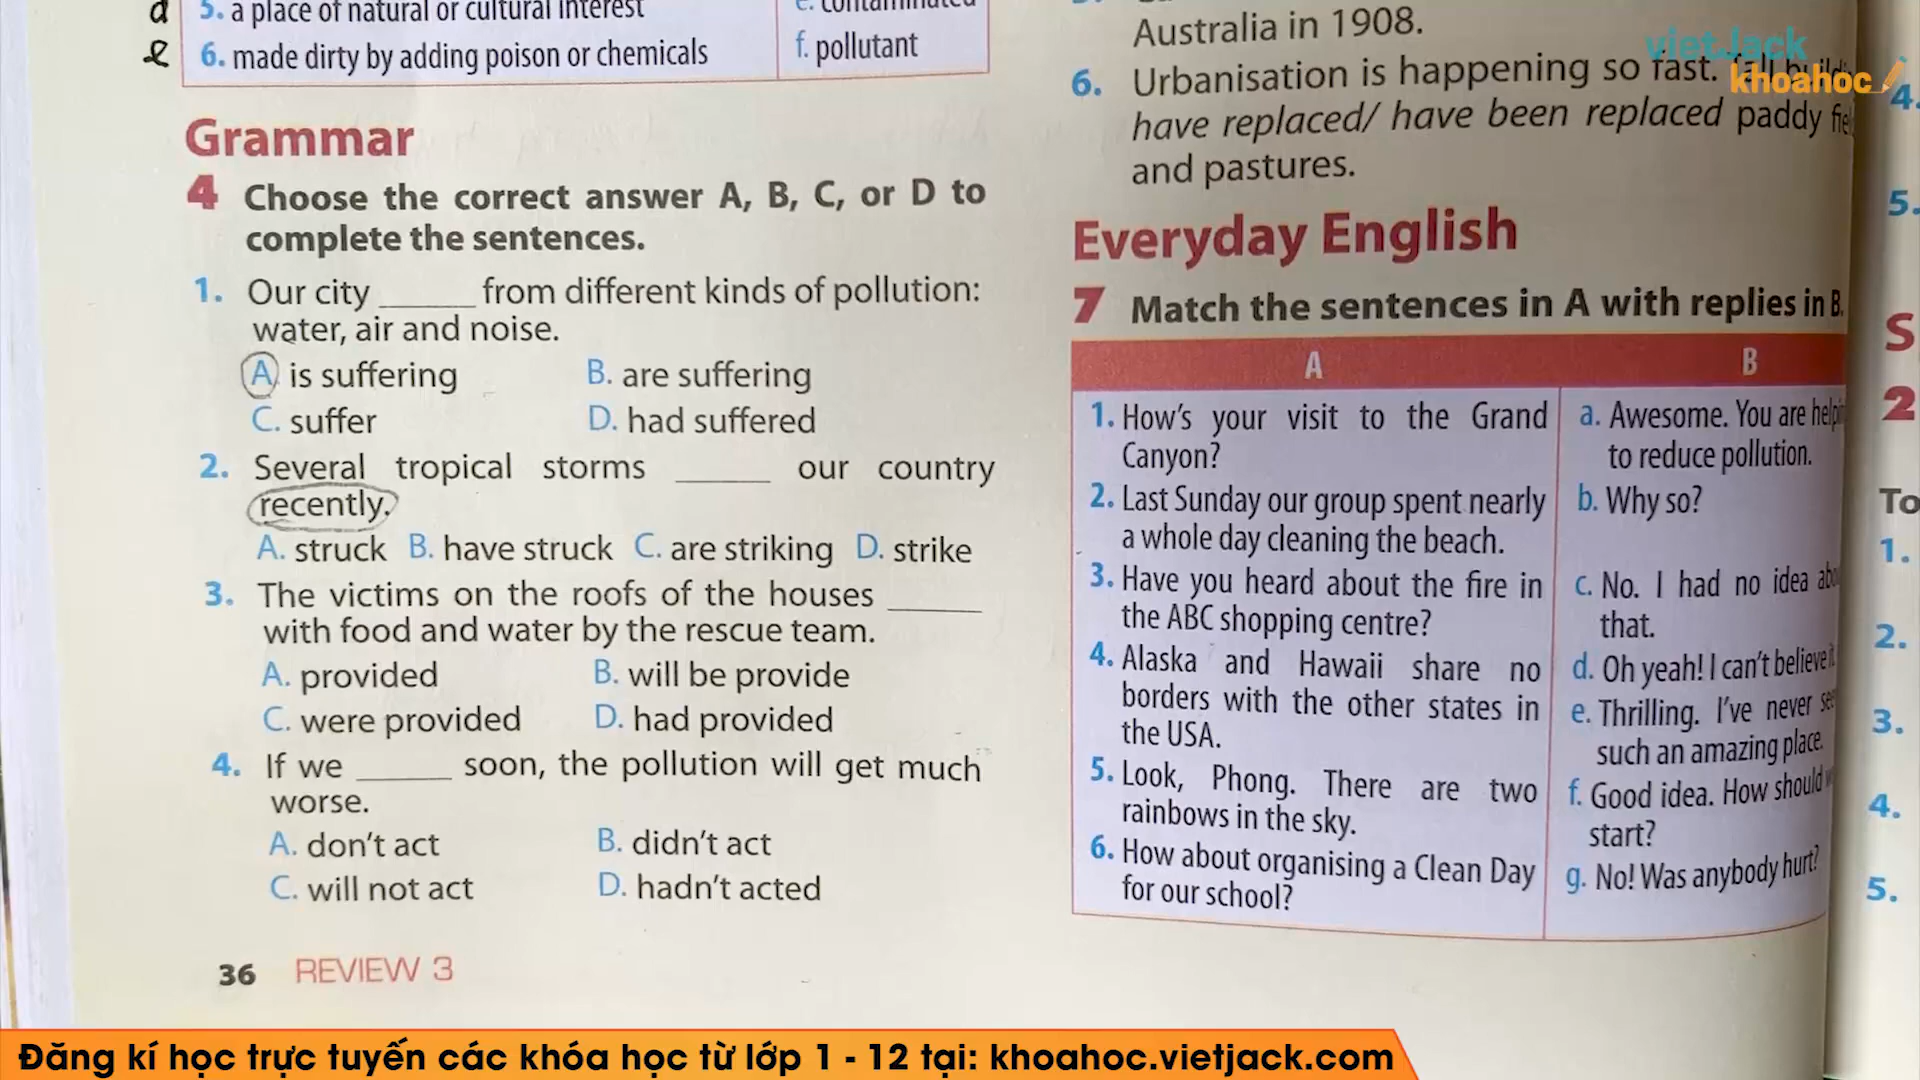 d 5. a place of natural or cultural interest
e 6. made dirty by adding poison or chemicals
e. contaminated
f. pollutant
Grammar
4 Choose the correct answer A, B, C, or D to
complete the sentences.
1. Our city ______ from different kinds of pollution:
water, air and noise.
A. is suffering B. are suffering
C. suffer D. had suffered
2. Several tropical storms ______ our country
recently.
A. struck B. have struck C. are striking D. strike
3. The victims on the roofs of the houses ______
with food and water by the rescue team.
A. provided B. will be provide
C. were provided D. had provided
4. If we ______ soon, the pollution will get much
worse.
A. don't act B. didn't act
C. will not act D. hadn't acted
36 REVIEW 3
Australia in 1908.
6. Urbanisation is happening so fast. Tall
have replaced/ have been replaced paddy
and pastures.
Everyday English
7 Match the sentences in A with replies in B.
A
B
1. How's your visit to the Grand
Canyon?
2. Last Sunday our group spent nearly
a whole day cleaning the beach.
3. Have you heard about the fire in
the ABC shopping centre?
4. Alaska and Hawaii share no
borders with the other states in
the USA.
5. Look, Phong. There are two
rainbows in the sky.
6. How about organising a Clean Day
for our school?
a. Awesome. You are
to reduce pollution.
b. Why so?
c. No. I had no idea
that.
d. Oh yeah! I can't believe
e. Thrilling. I've never
such an amazing place.
f. Good idea. How should
start?
g. No! Was anybody hurt?
4.
5.
S
2
To
1.
2.
3.
4.
5.
vietJack
khoahoc
Đăng kí học trực tuyến các khóa học từ lớp 1 - 12 tại: khoahoc.vietjack.com